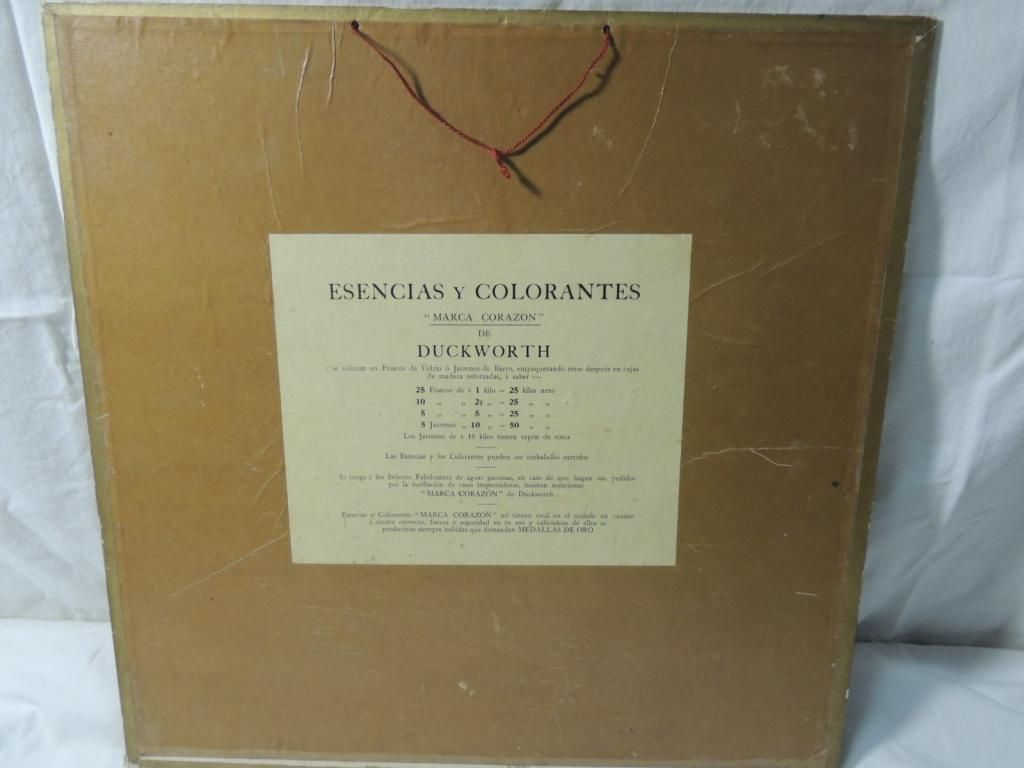 ESENCIAS Y COLORANTES
"MARCA CORAZÓN"
DE
DUCKWORTH
se colocan en Frascos de Vidrio ó Jarrones de Barro, empaquetando éstos después en cajas
de madera reforzadas, á saber :—
25 Frascos de á 1 kilo = 25 kilos neto
10 „ „ 2½ „ = 25 „ „
5 „ „ 5 „ = 25 „ „
5 Jarrones „ 10 „ = 50 „ „
Los Jarrones de á 10 kilos tienen tapón de rosca
Las Esencias y los Colorantes pueden ser embalados surtidos
Se ruega á los Señores Fabricantes de aguas gaseosas, en caso de que hagan sus pedidos
por la mediación de casas importadoras, insistan mencionar
"MARCA CORAZÓN" de Duckworth
Esencias y Colorantes "MARCA CORAZÓN" no tienen rival en el mundo en cuanto
á aroma correcto, fuerza y seguridad en su uso y valiéndose de ellos se
producirán siempre bebidas que demandan MEDALLAS DE ORO